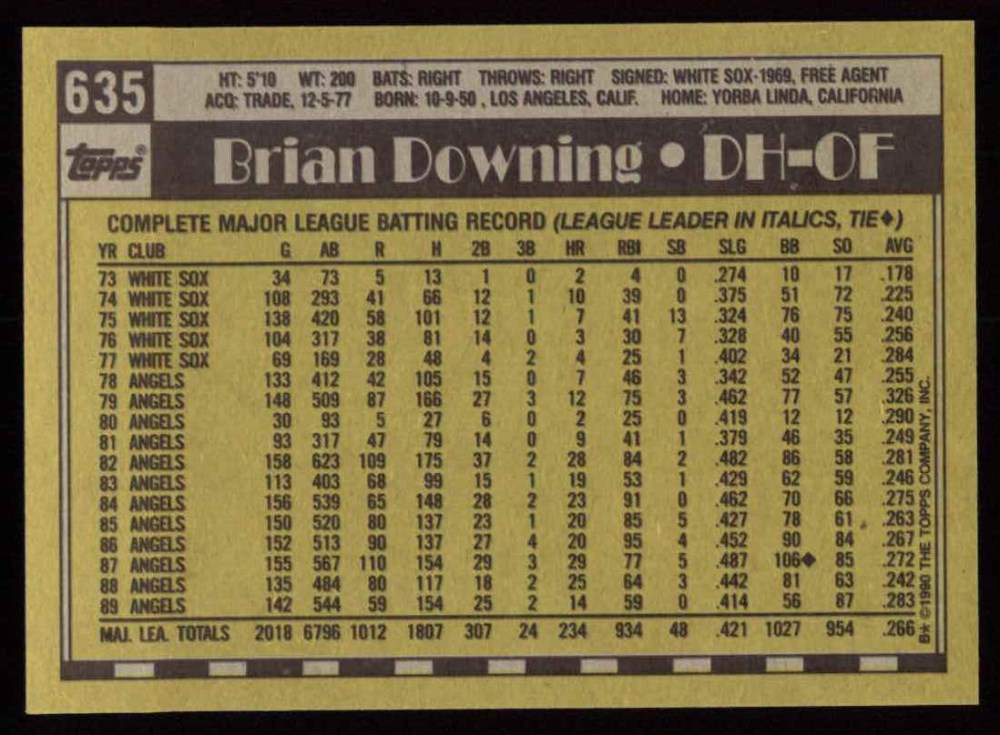 635
HT: 5'10 WT: 200 BATS: RIGHT THROWS: RIGHT SIGNED: WHITE SOX-1969, FREE AGENT
ACQ: TRADE, 12-5-77 BORN: 10-9-50, LOS ANGELES, CALIF. HOME: YORBA LINDA, CALIFORNIA
Topps®
Brian Downing • DH-OF
COMPLETE MAJOR LEAGUE BATTING RECORD (LEAGUE LEADER IN ITALICS, TIE♦)
YR CLUB G AB R H 2B 3B HR RBI SB SLG BB SO AVG
73 WHITE SOX 34 73 5 13 1 0 2 4 0 .274 10 17 .178
74 WHITE SOX 108 293 41 66 12 1 10 39 0 .375 51 72 .225
75 WHITE SOX 138 420 58 101 12 1 7 41 13 .324 76 75 .240
76 WHITE SOX 104 317 38 81 14 0 3 30 7 .328 40 55 .256
77 WHITE SOX 69 169 28 48 4 2 4 25 1 .402 34 21 .284
78 ANGELS 133 412 42 105 15 0 7 46 3 .342 52 47 .255
79 ANGELS 148 509 87 166 27 3 12 75 3 .462 77 57 .326
80 ANGELS 30 93 5 27 6 0 2 25 0 .419 12 12 .290
81 ANGELS 93 317 47 79 14 0 9 41 1 .379 46 35 .249
82 ANGELS 158 623 109 175 37 2 28 84 2 .482 86 58 .281
83 ANGELS 113 403 68 99 15 1 19 53 1 .429 62 59 .246
84 ANGELS 156 539 65 148 28 2 23 91 0 .462 70 66 .275
85 ANGELS 150 520 80 137 23 1 20 85 5 .427 78 61 .263
86 ANGELS 152 513 90 137 27 4 20 95 4 .452 90 84 .267
87 ANGELS 155 567 110 154 29 3 29 77 5 .487 106♦ 85 .272
88 ANGELS 135 484 80 117 18 2 25 64 3 .442 81 63 .242
89 ANGELS 142 544 59 154 25 2 14 59 0 .414 56 87 .283
MAJ. LEA. TOTALS 2018 6796 1012 1807 307 24 234 934 48 .421 1027 954 .266
B* ©1990 THE TOPPS COMPANY, INC.